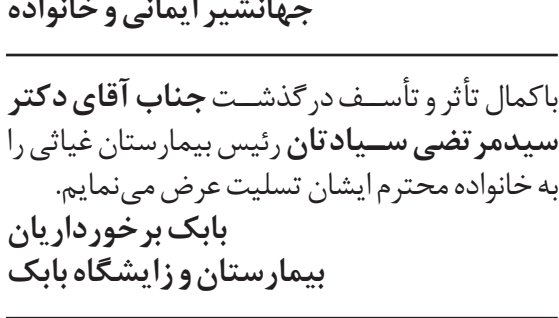 جهانشیر ایمانی و خانواده
باکمال تأثر و تأسف درگذشت جناب آقای دکتر
سیدمرتضی سیادتان رئیس بیمارستان غیاثی را
به خانواده محترم ایشان تسلیت عرض می‌نمایم.
بابک برخورداریان
بیمارستان و زایشگاه بابک